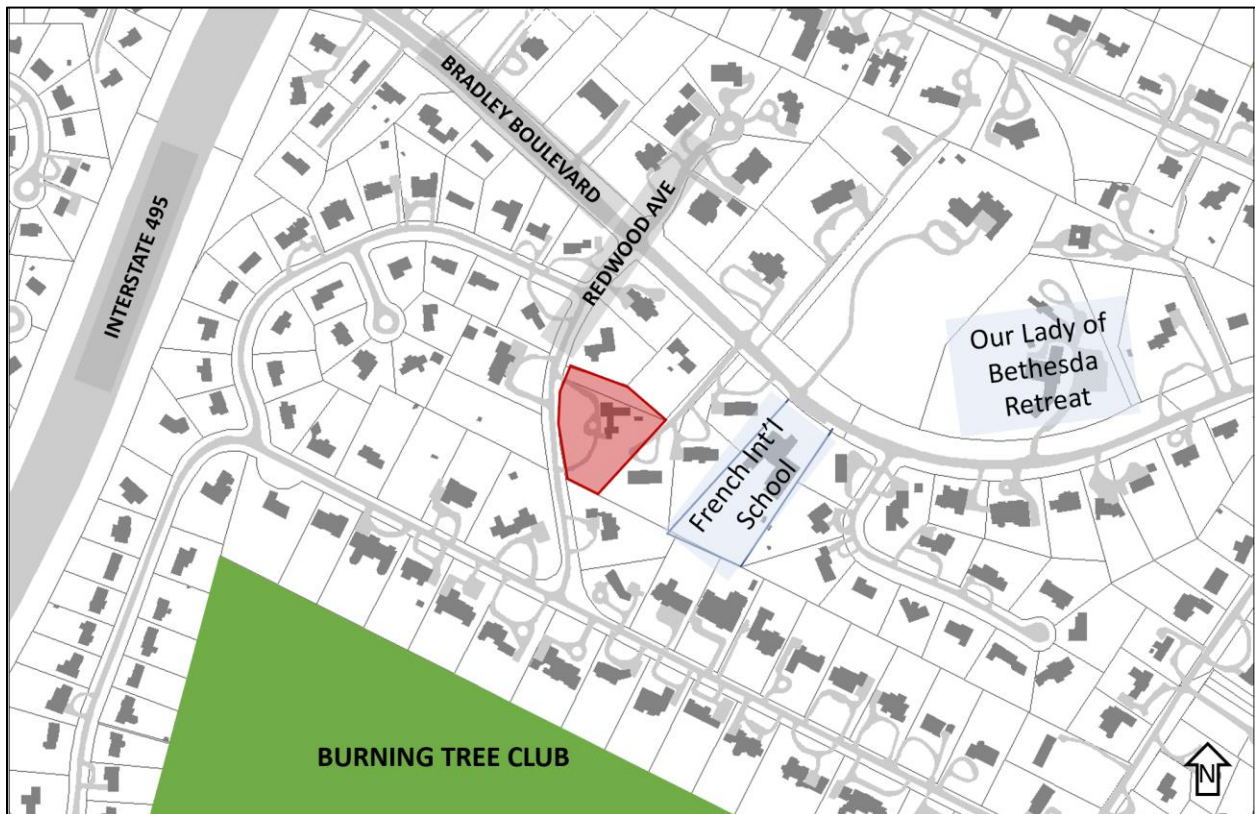 BRADLEY BOULEVARD
INTERSTATE 495
REDWOOD AVE
Our Lady of
Bethesda
Retreat
French Int'l
School
BURNING TREE CLUB
N